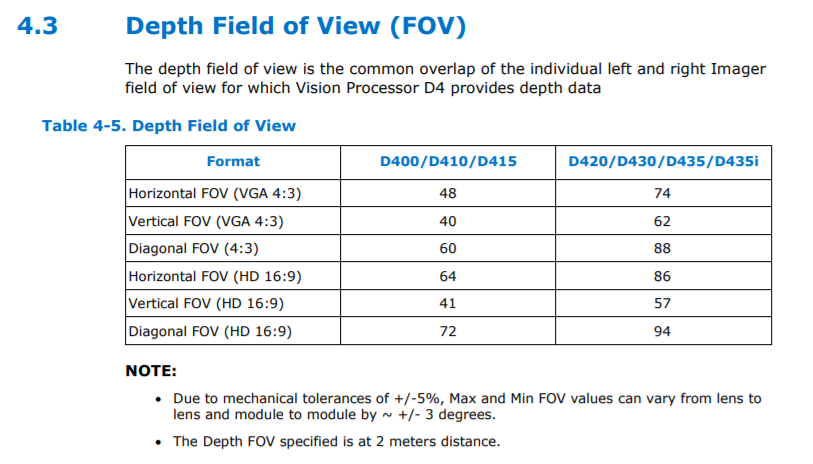 4.3 Depth Field of View (FOV)
The depth field of view is the common overlap of the individual left and right Imager
field of view for which Vision Processor D4 provides depth data
Table 4-5. Depth Field of View
Format D400/D410/D415 D420/D430/D435/D435i
Horizontal FOV (VGA 4:3) 48 74
Vertical FOV (VGA 4:3) 40 62
Diagonal FOV (4:3) 60 88
Horizontal FOV (HD 16:9) 64 86
Vertical FOV (HD 16:9) 41 57
Diagonal FOV (HD 16:9) 72 94
NOTE:
• Due to mechanical tolerances of +/-5%, Max and Min FOV values can vary from lens to
lens and module to module by ~ +/- 3 degrees.
• The Depth FOV specified is at 2 meters distance.